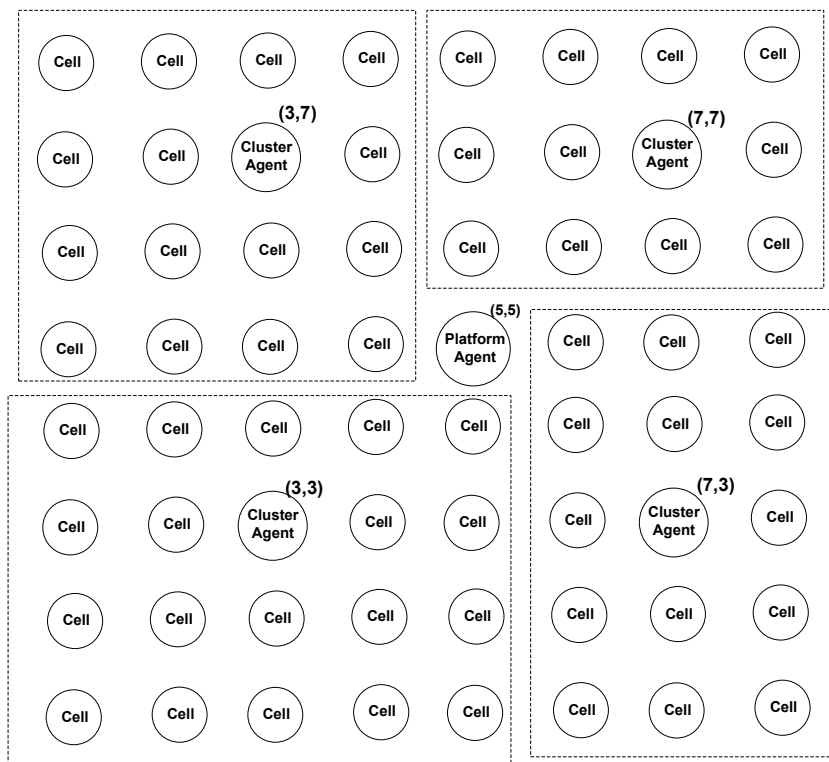 Cell Cell Cell Cell
(3,7)
Cell Cell Cluster Agent Cell
Cell Cell Cell Cell
Cell Cell Cell Cell
Cell Cell Cell Cell
(7,7)
Cell Cell Cluster Agent Cell
Cell Cell Cell Cell
(5,5)
Platform
Agent
Cell Cell Cell Cell Cell
(3,3)
Cell Cell Cluster Agent Cell Cell
Cell Cell Cell Cell Cell
Cell Cell Cell Cell Cell
Cell Cell Cell
Cell Cell Cell
(7,3)
Cell Cluster Agent Cell
Cell Cell Cell
Cell Cell Cell